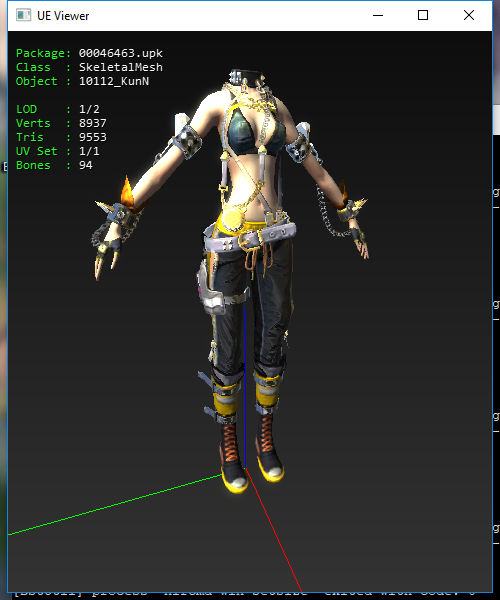 UE Viewer
Package: 00046463.upk
Class : SkeletalMesh
Object : 10112_KunN
LOD : 1/2
Verts : 8937
Tris : 9553
UV Set : 1/1
Bones : 94